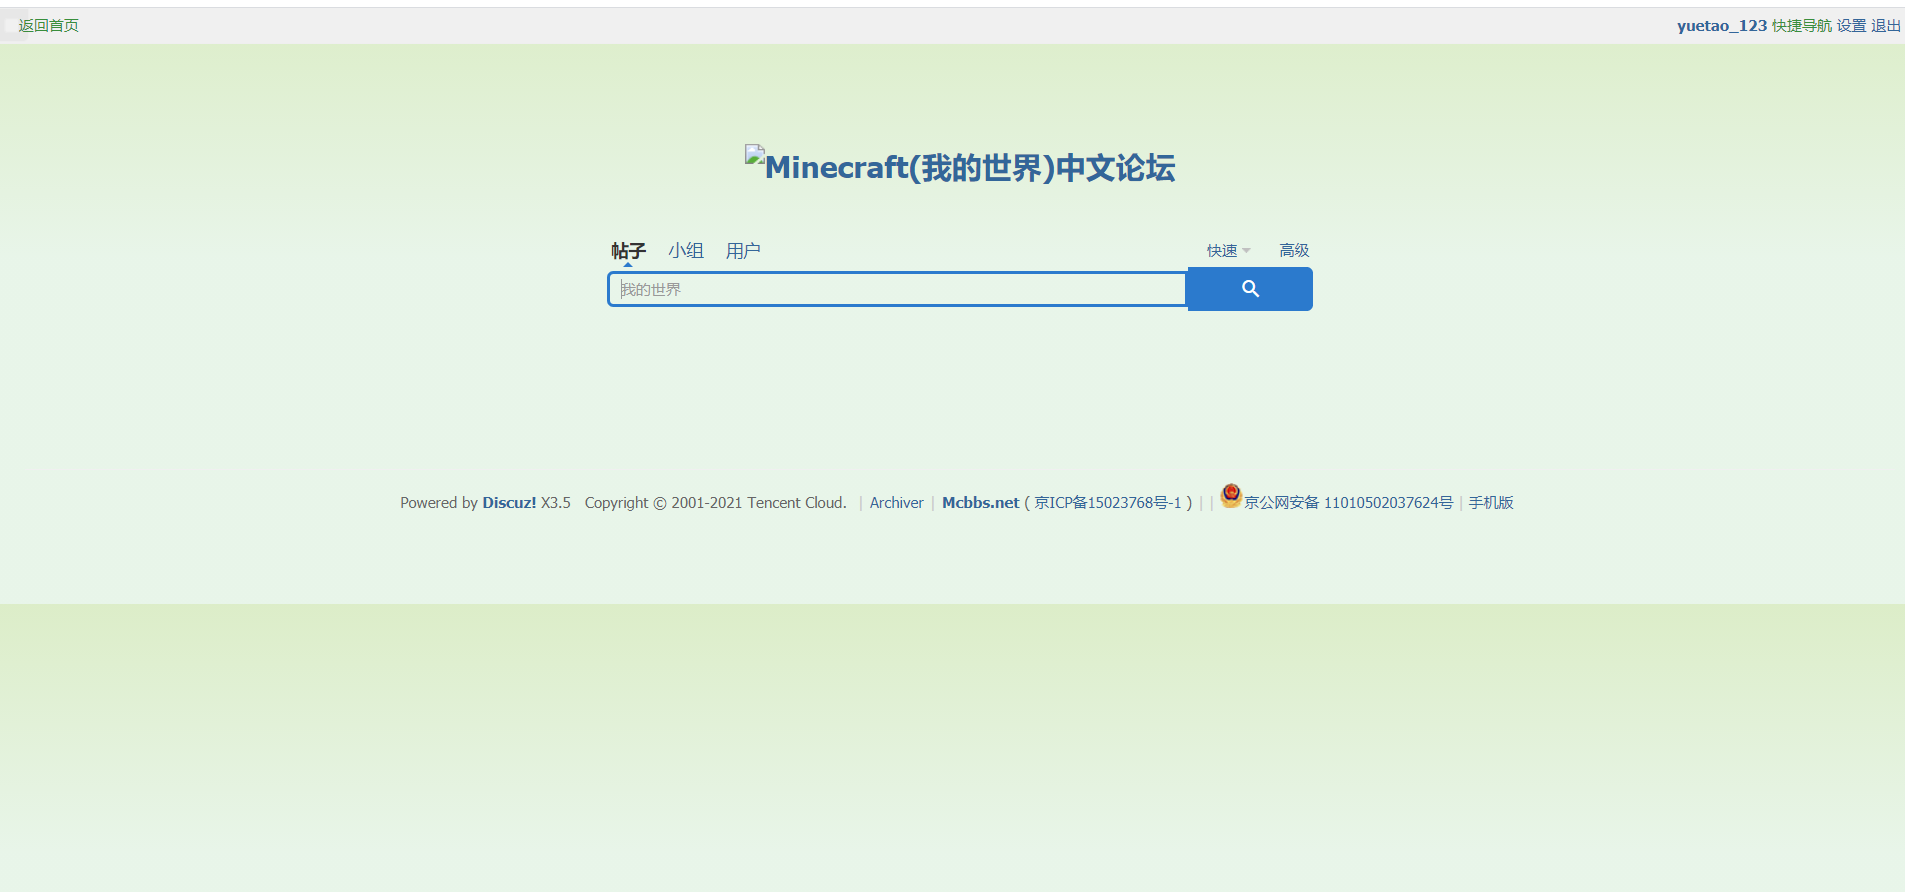 返回首页 yuetao_123 快捷导航 设置 退出
Minecraft(我的世界)中文论坛
帖子 小组 用户 快速 高级
我的世界
Powered by Discuz! X3.5 Copyright © 2001-2021 Tencent Cloud. | Archiver | Mcbbs.net ( 京ICP备15023768号-1 ) | | 京公网安备 11010502037624号 | 手机版